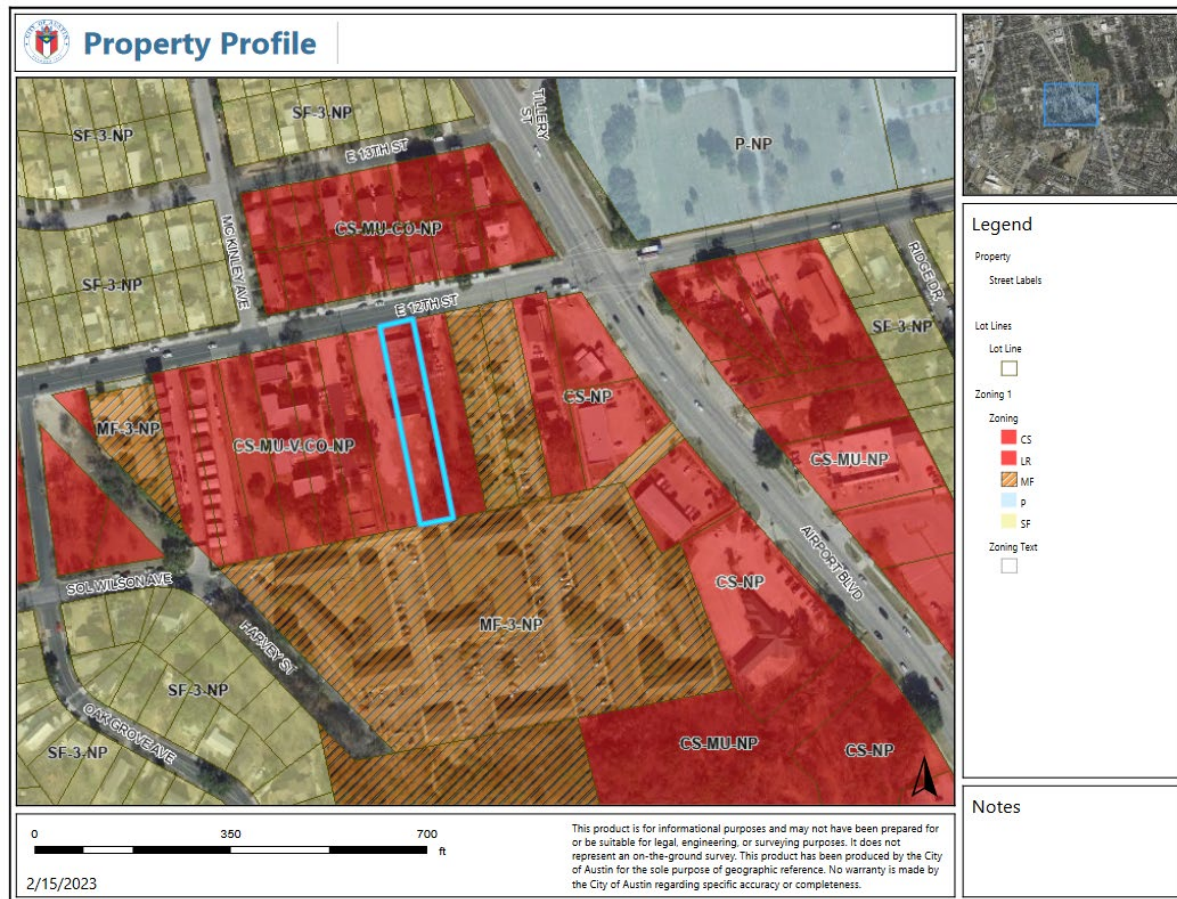 CITY OF AUSTIN
Property Profile
SF-3-NP
SF-3-NP
TILLERY ST
P-NP
E 13TH ST
MC KINLEY AVE
CS-MU-CO-NP
RIDGE DR
SF-3-NP
E 12TH ST
SF-3-NP
CS-NP
MF-3-NP
CS-MU-V-CO-NP
CS-MU-NP
AIRPORT BLVD
SOL WILSON AVE
CS-NP
HARVEY ST
MF-3-NP
SF-3-NP
OAK GROVE AVE
SF-3-NP
CS-MU-NP
CS-NP
Legend
Property
Street Labels
Lot Lines
Lot Line
Zoning 1
Zoning
CS
LR
MF
P
SF
Zoning Text
Notes
0 350 700
ft
2/15/2023
This product is for informational purposes and may not have been prepared for
or be suitable for legal, engineering, or surveying purposes. It does not
represent an on-the-ground survey. This product has been produced by the City
of Austin for the sole purpose of geographic reference. No warranty is made by
the City of Austin regarding specific accuracy or completeness.